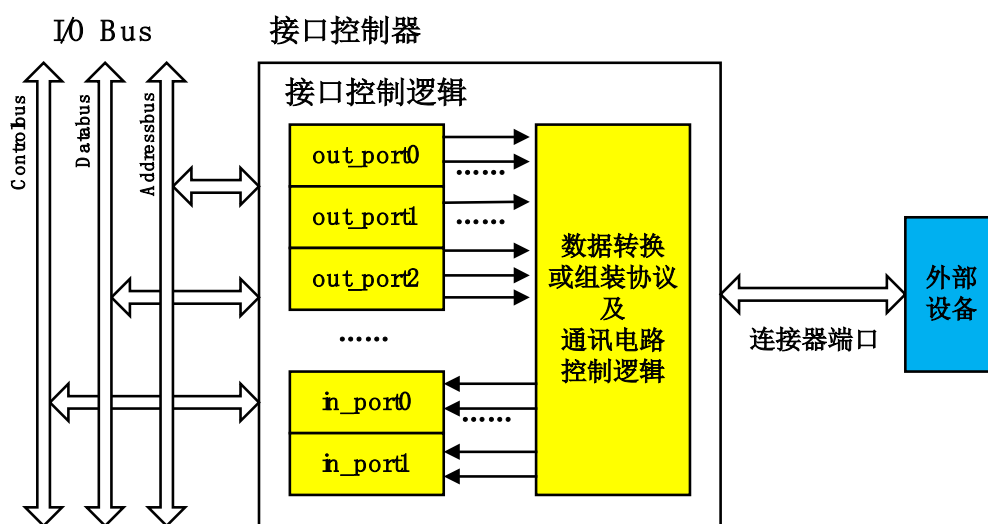 I/O Bus
接口控制器
接口控制逻辑
Controlbus
Databus
Addressbus
out_port0
……
out_port1
……
out_port2
……
in_port0
……
in_port1
数据转换
或组装协议
及
通讯电路
控制逻辑
连接器端口
外部
设备